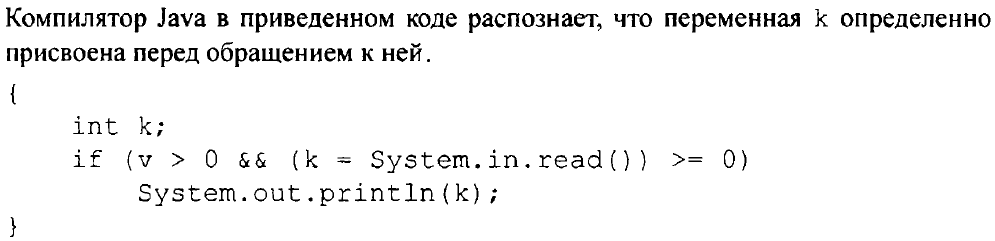 Компилятор Java в приведенном коде распознает, что переменная k определенно
присвоена перед обращением к ней.
{
int k;
if (v > 0 && (k = System.in.read()) >= 0)
System.out.println(k);
}